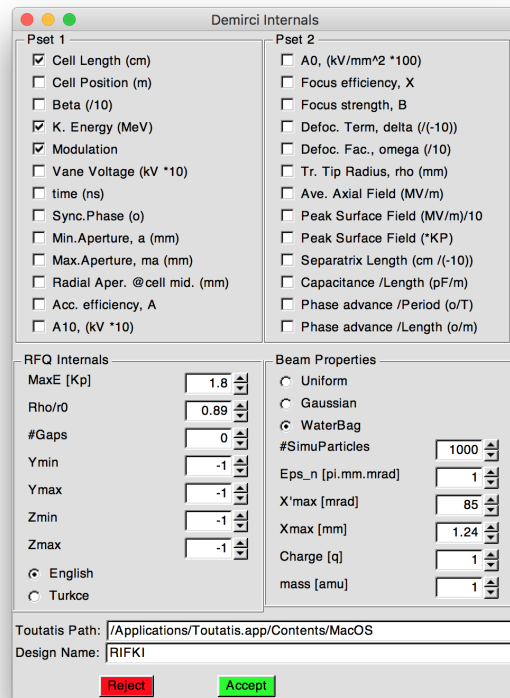 Demirci Internals
Pset 1
Cell Length (cm)
Cell Position (m)
Beta (/10)
K. Energy (MeV)
Modulation
Vane Voltage (kV *10)
time (ns)
Sync.Phase (o)
Min.Aperture, a (mm)
Max.Aperture, ma (mm)
Radial Aper. @cell mid. (mm)
Acc. efficiency, A
A10, (kV *10)
Pset 2
A0, (kV/mm^2 *100)
Focus efficiency, X
Focus strength, B
Defoc. Term, delta (/(-10))
Defoc. Fac., omega (/10)
Tr. Tip Radius, rho (mm)
Ave. Axial Field (MV/m)
Peak Surface Field (MV/m)/10
Peak Surface Field (*KP)
Separatrix Length (cm /(-10))
Capacitance /Length (pF/m)
Phase advance /Period (o/T)
Phase advance /Length (o/m)
RFQ Internals
MaxE [Kp] 1.8
Rho/r0 0.89
#Gaps 0
Ymin -1
Ymax -1
Zmin -1
Zmax -1
English
Turkce
Beam Properties
Uniform
Gaussian
WaterBag
#SimuParticles 1000
Eps_n [pi.mm.mrad] 1
X'max [mrad] 85
Xmax [mm] 1.24
Charge [q] 1
mass [amu] 1
Toutatis Path: /Applications/Toutatis.app/Contents/MacOS
Design Name: RIFKI
Reject Accept